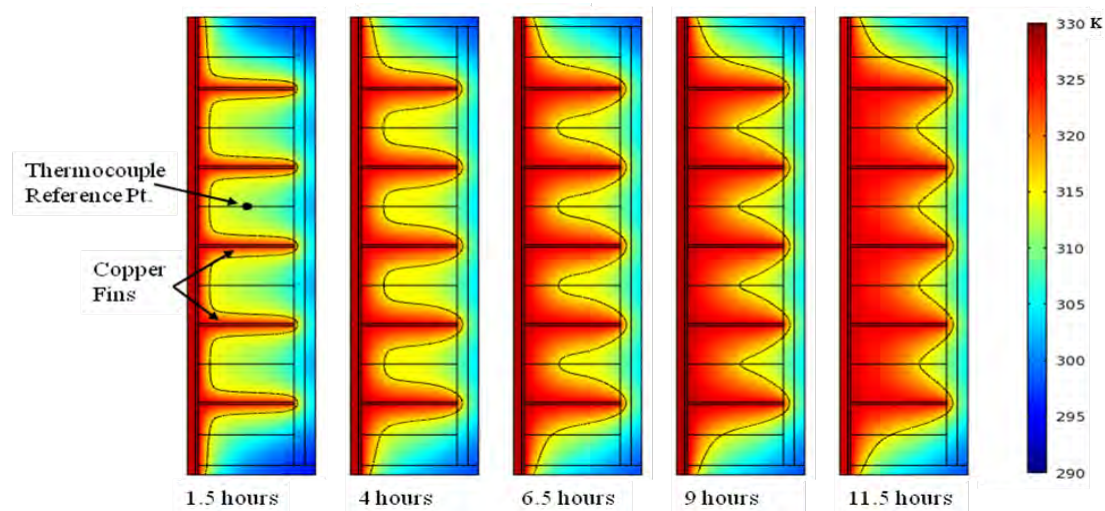 330 K
325
320
315
310
305
300
295
290
Thermocouple
Reference Pt.
Copper
Fins
1.5 hours
4 hours
6.5 hours
9 hours
11.5 hours